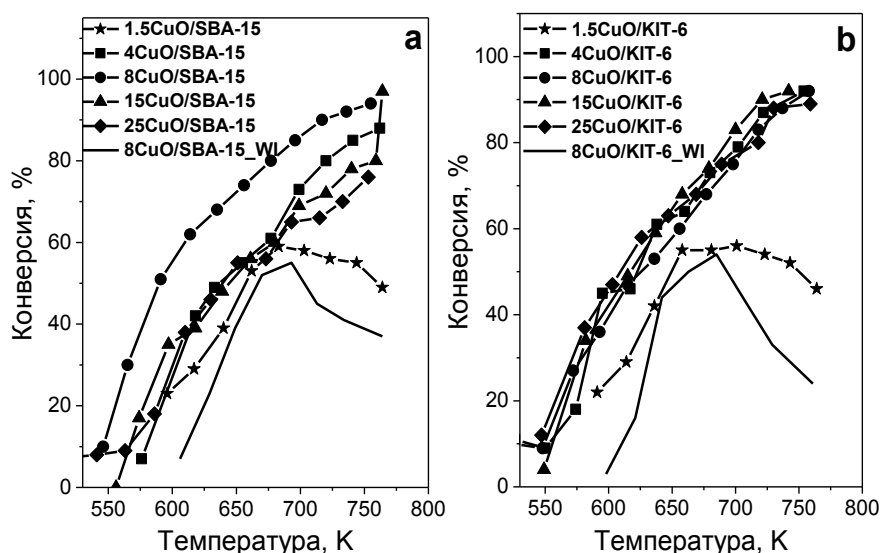 1.5CuO/SBA-15
4CuO/SBA-15
8CuO/SBA-15
15CuO/SBA-15
25CuO/SBA-15
8CuO/SBA-15_WI
a
100
80
60
40
20
0
Конверсия, %
550 600 650 700 750 800
Температура, K
1.5CuO/KIT-6
4CuO/KIT-6
8CuO/KIT-6
15CuO/KIT-6
25CuO/KIT-6
8CuO/KIT-6_WI
b
100
80
60
40
20
0
Конверсия, %
550 600 650 700 750 800
Температура, K